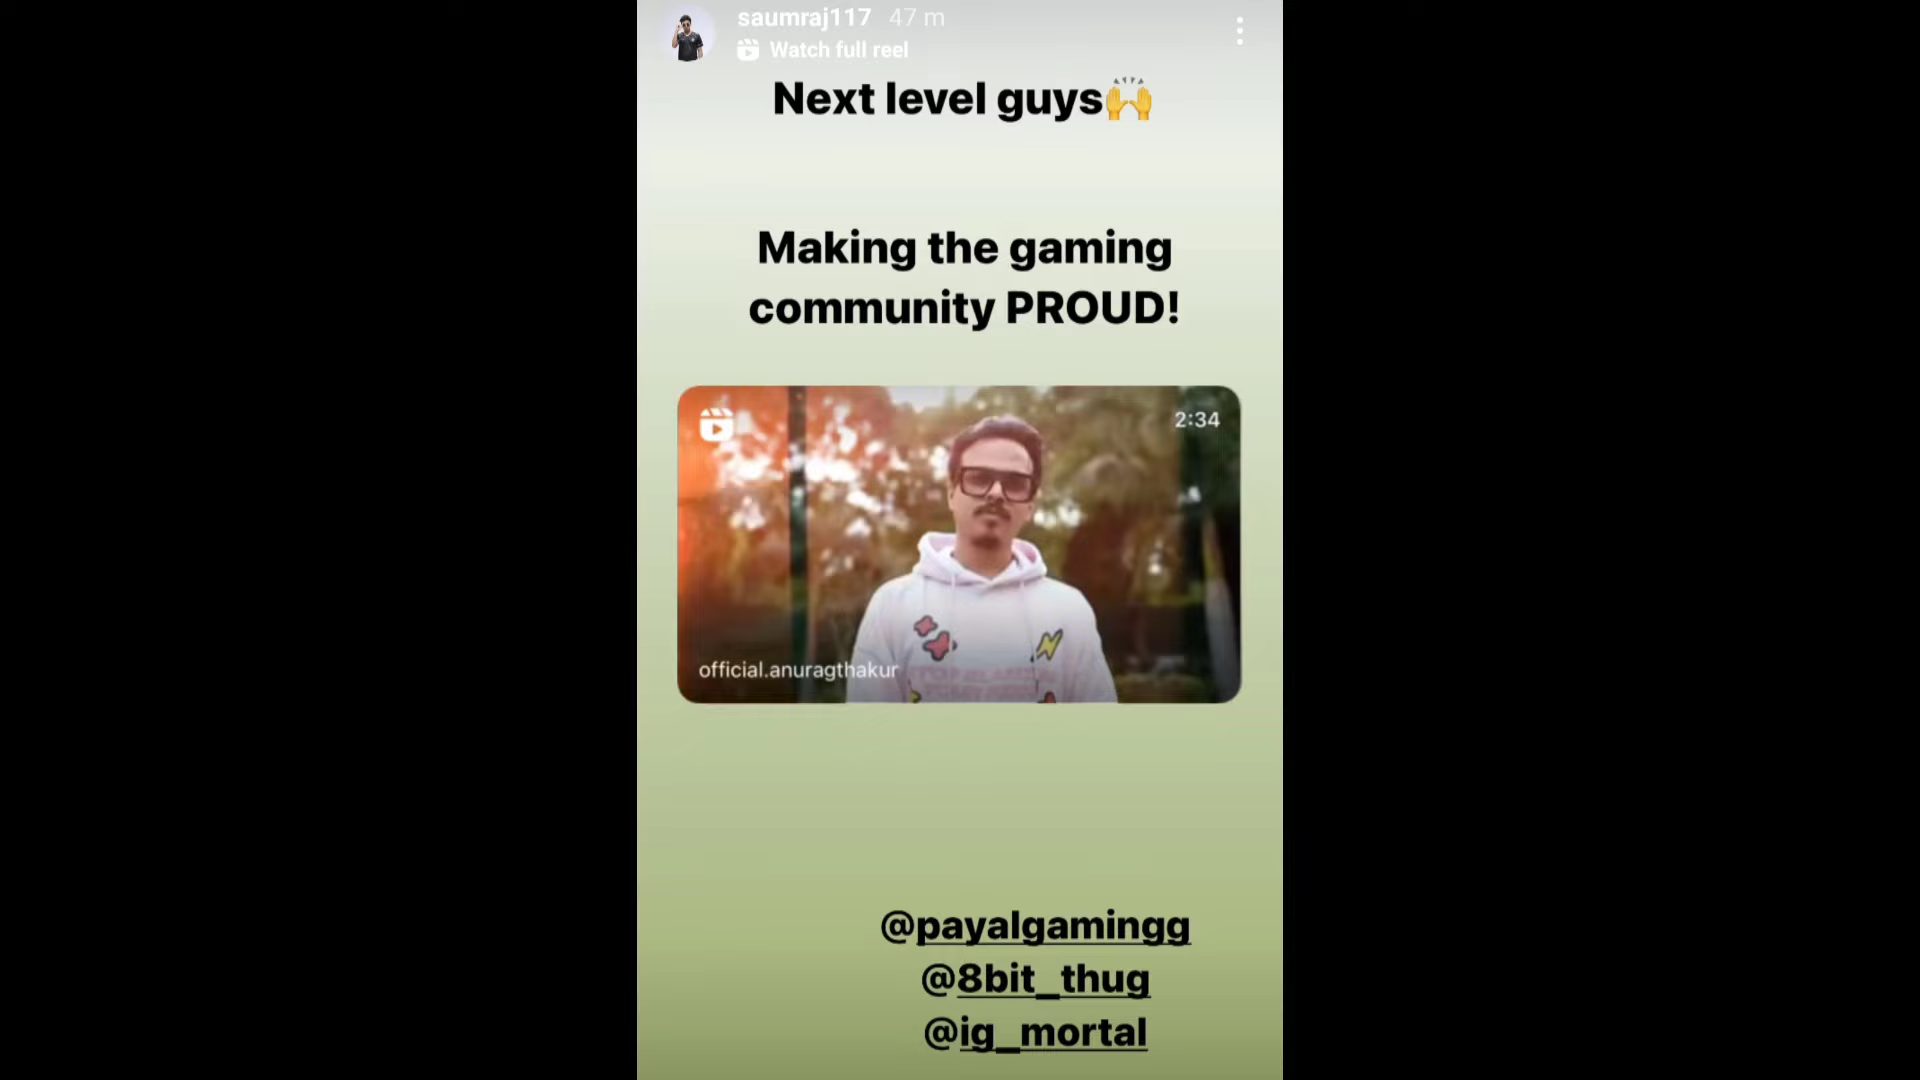 saumraj117 47 m
Watch full reel
Next level guys🙌
Making the gaming
community PROUD!
2:34
official.anuragthakur
@payalgamingg
@8bit_thug
@ig_mortal